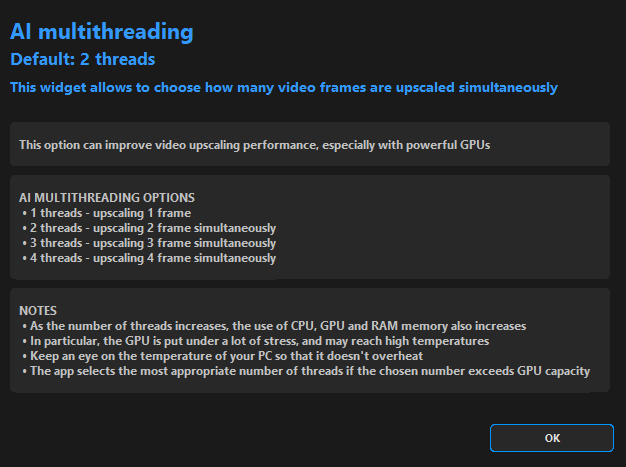 AI multithreading
Default: 2 threads
This widget allows to choose how many video frames are upscaled simultaneously
This option can improve video upscaling performance, especially with powerful GPUs
AI MULTITHREADING OPTIONS
• 1 threads - upscaling 1 frame
• 2 threads - upscaling 2 frame simultaneously
• 3 threads - upscaling 3 frame simultaneously
• 4 threads - upscaling 4 frame simultaneously
NOTES
• As the number of threads increases, the use of CPU, GPU and RAM memory also increases
• In particular, the GPU is put under a lot of stress, and may reach high temperatures
• Keep an eye on the temperature of your PC so that it doesn't overheat
• The app selects the most appropriate number of threads if the chosen number exceeds GPU capacity
OK